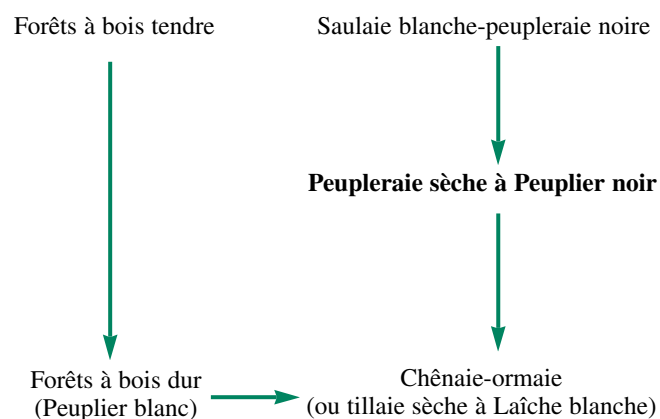 Forêts à bois tendre
Saulaie blanche-peupleraie noire
Peupleraie sèche à Peuplier noir
Forêts à bois dur
(Peuplier blanc)
Chênaie-ormaie
(ou tillaie sèche à Laîche blanche)